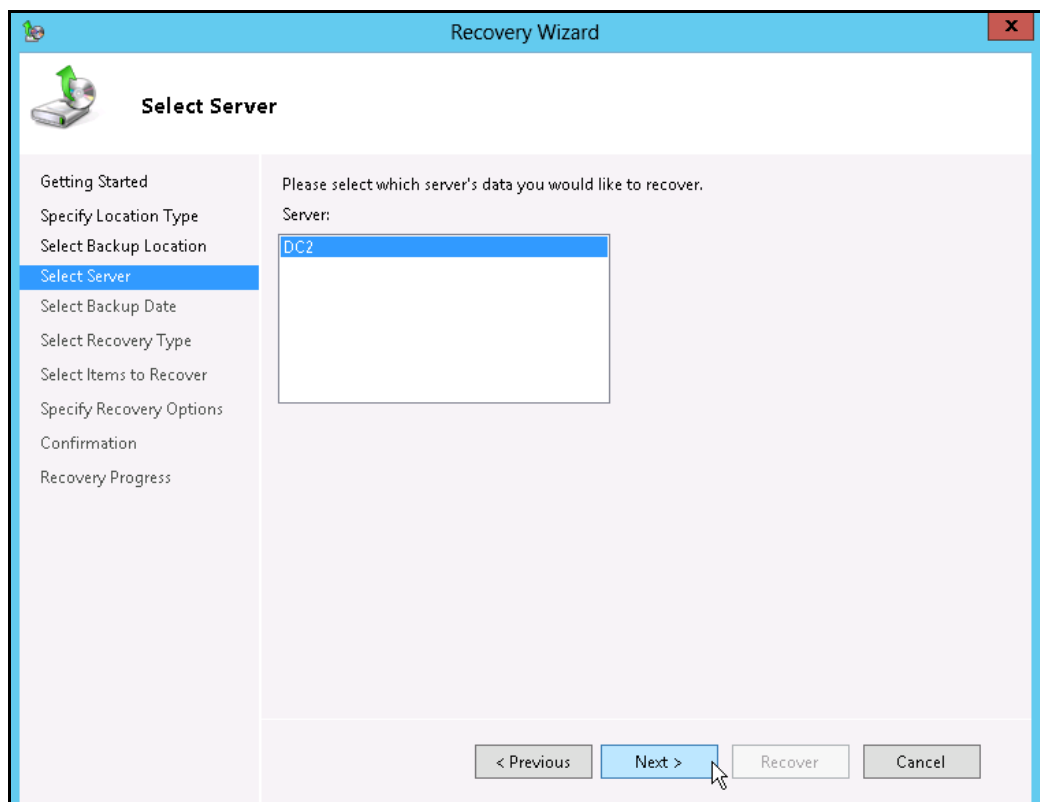 Recovery Wizard
x
Select Server
Getting Started
Specify Location Type
Select Backup Location
Select Server
Select Backup Date
Select Recovery Type
Select Items to Recover
Specify Recovery Options
Confirmation
Recovery Progress
Please select which server's data you would like to recover.
Server:
DC2
< Previous
Next >
Recover
Cancel